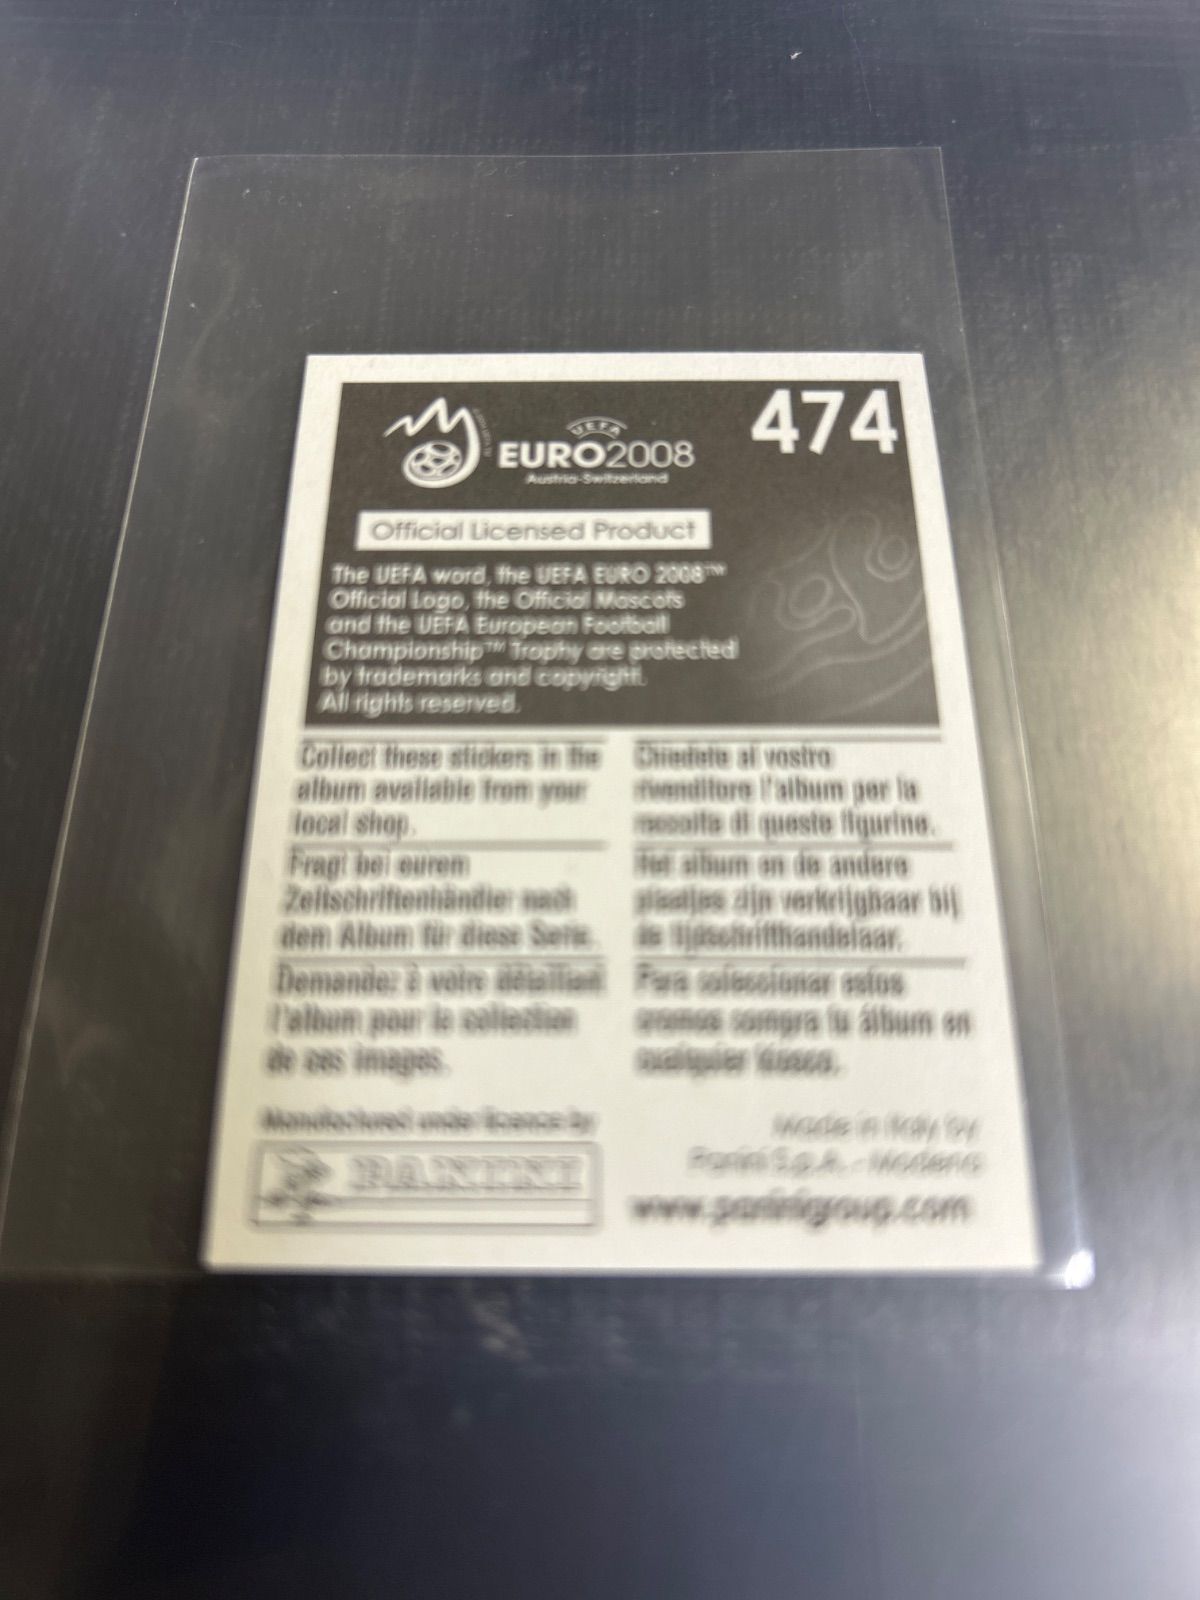 474
UEFA
EURO2008
Austria-Switzerland
Official Licensed Product
The UEFA word, the UEFA EURO 2008™
Official Logo, the Official Mascots
and the UEFA European Football
Championship™ Trophy are protected
by trademarks and copyright.
All rights reserved.
Collect these stickers in the
album available from your
local shop.
Chiedete al vostro
rivenditore l'album per la
raccolta di queste figurine.
Fragt bei eurem
Zeitschriftenhändler nach
dem Album für diese Serie.
Het album en de andere
plaatjes zijn verkrijgbaar bij
de tijdschrifthandelaar.
Demandez à votre détaillant
l'album pour la collection
de ces images.
Para coleccionar estos
cromos compra tu álbum en
cualquier kiosco.
Manufactured under licence by
PANINI
Made in Italy by
Panini S.p.A. - Modena
www.paninigroup.com